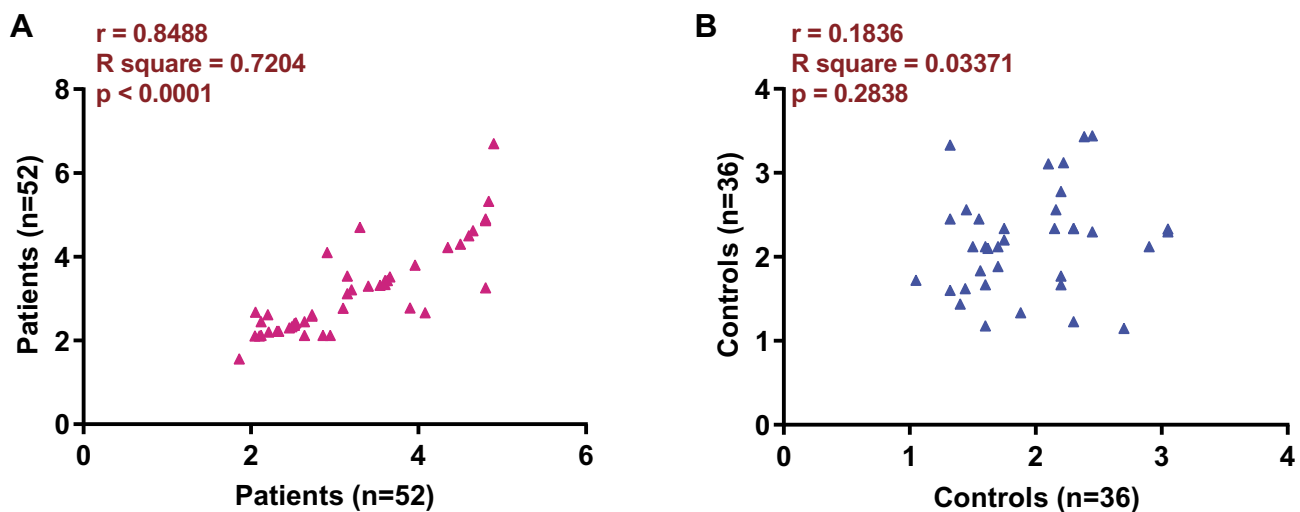 A
r = 0.8488
R square = 0.7204
p < 0.0001
8
6
4
2
0
Patients (n=52)
0 2 4 6
Patients (n=52)
B
r = 0.1836
R square = 0.03371
p = 0.2838
4
3
2
1
0
Controls (n=36)
0 1 2 3 4
Controls (n=36)